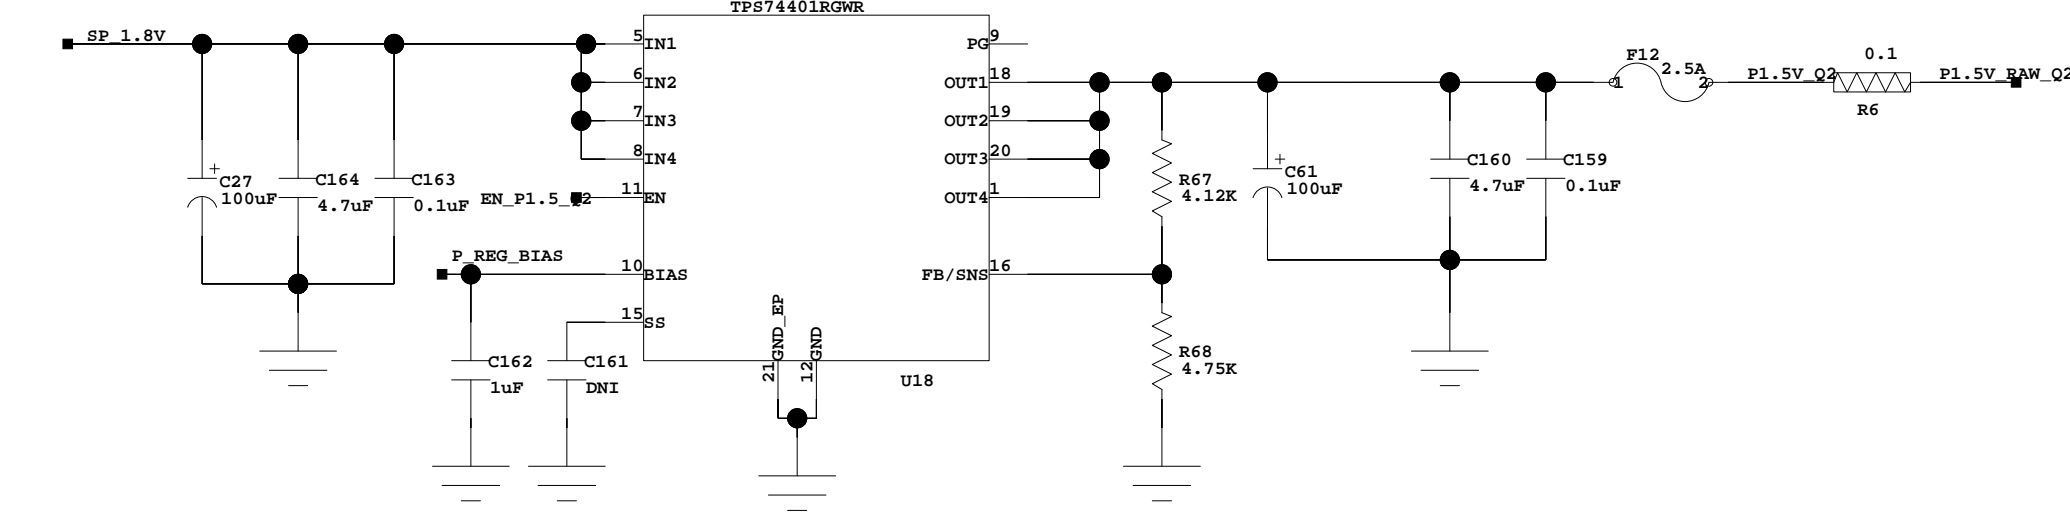 TPS74401RGWR
SP_1.8V
5
IN1
6
IN2
7
IN3
8
IN4
11
EN
EN_P1.5_Q2
P_REG_BIAS
10
BIAS
15
SS
PG
9
OUT1
18
OUT2
19
OUT3
20
OUT4
1
FB/SNS
16
GND_EP
21
GND
12
U18
+
C27
100uF
C164
4.7uF
C163
0.1uF
C162
1uF
C161
DNI
R67
4.12K
R68
4.75K
+
C61
100uF
C160
4.7uF
C159
0.1uF
F12
2.5A
1
2
P1.5V_Q2
0.1
R6
P1.5V_RAW_Q2